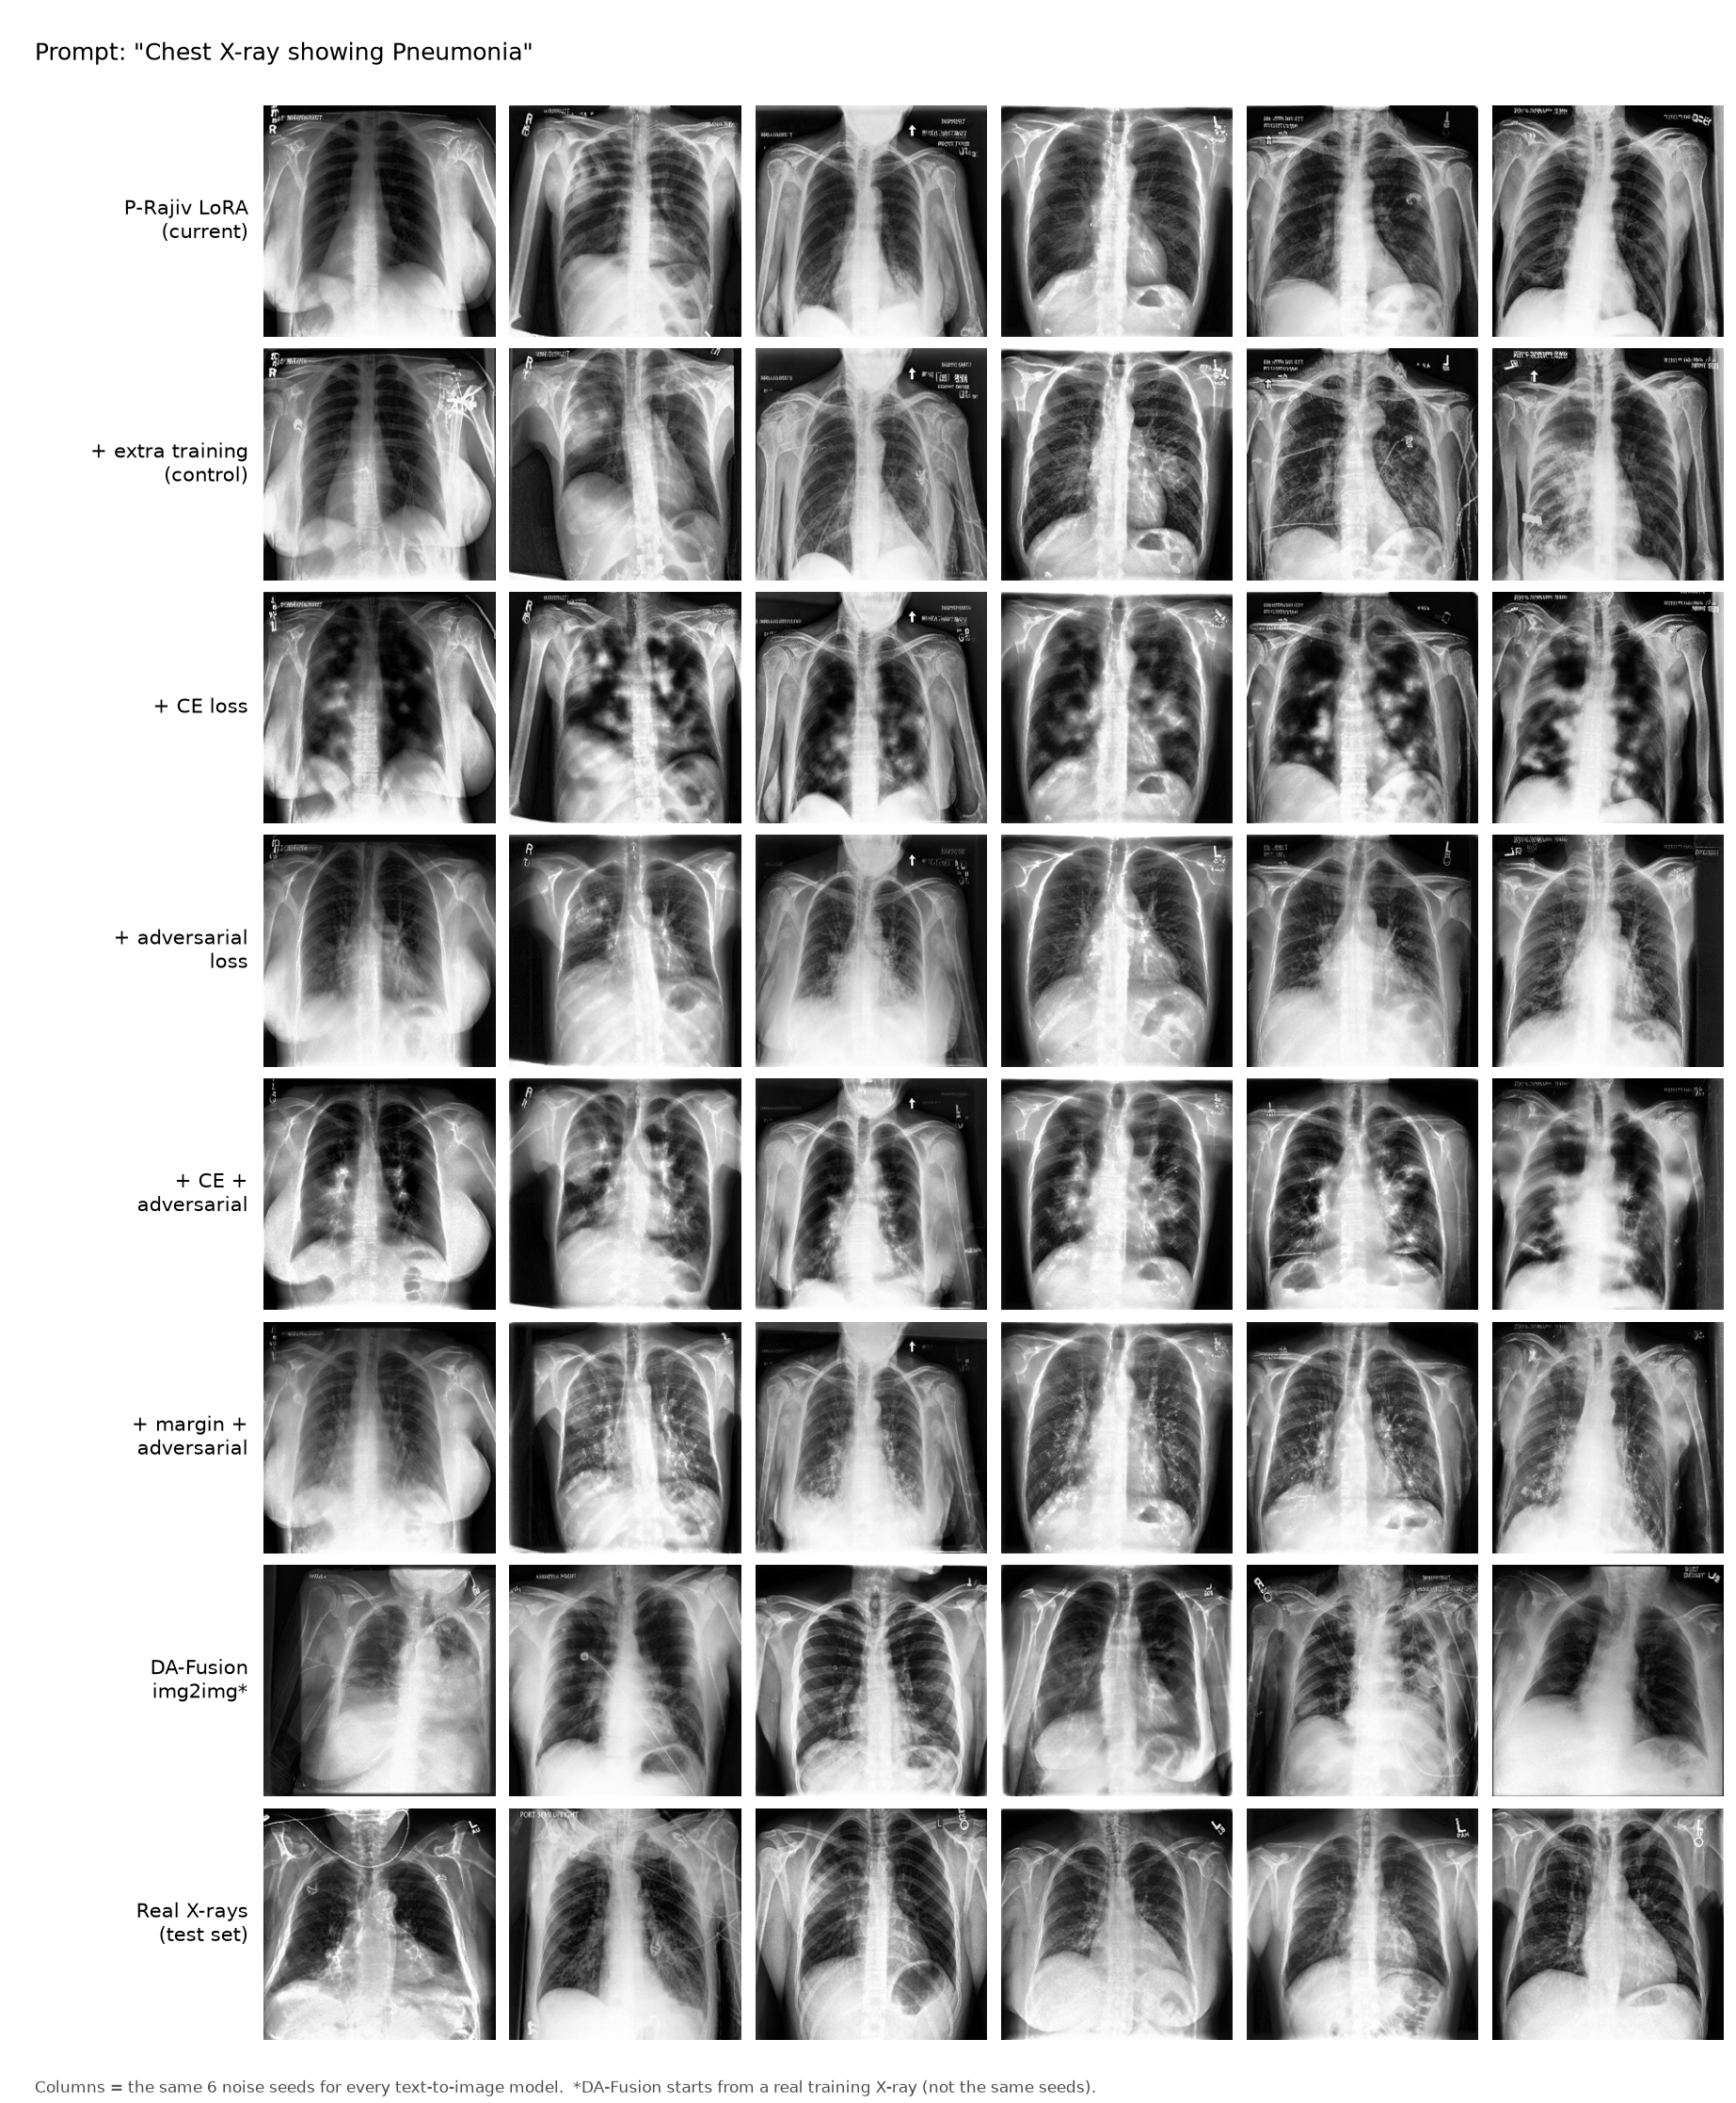 Prompt: "Chest X-ray showing Pneumonia"
P-Rajiv LoRA
(current)
+ extra training
(control)
+ CE loss
+ adversarial
loss
+ CE +
adversarial
+ margin +
adversarial
DA-Fusion
img2img*
Real X-rays
(test set)
Columns = the same 6 noise seeds for every text-to-image model.  *DA-Fusion starts from a real training X-ray (not the same seeds).